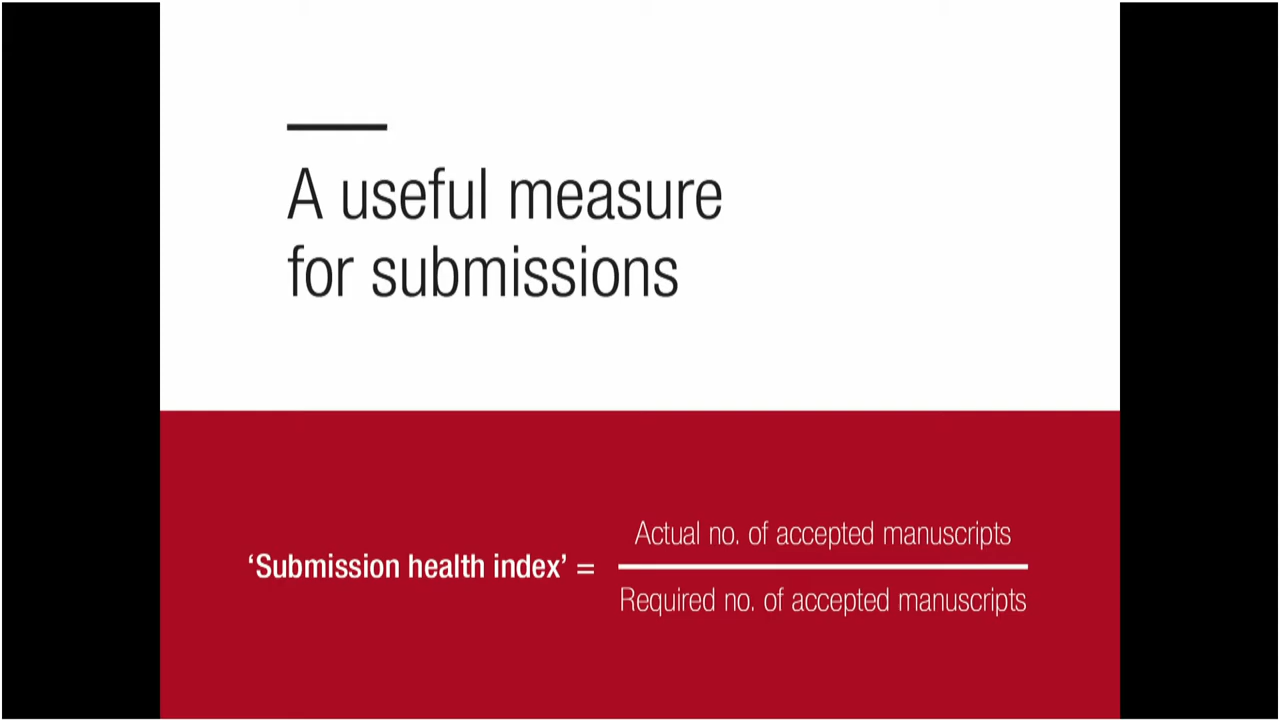 A useful measure
for submissions
‘Submission health index’ =
Actual no. of accepted manuscripts
Required no. of accepted manuscripts